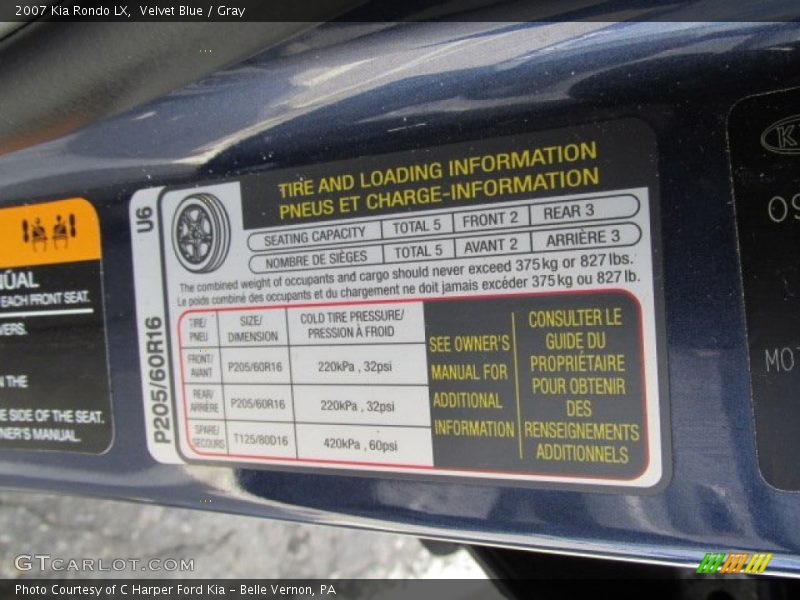 2007 Kia Rondo LX, Velvet Blue / Gray
U6
P205/60R16
TIRE AND LOADING INFORMATION
PNEUS ET CHARGE-INFORMATION
SEATING CAPACITY TOTAL 5 FRONT 2 REAR 3
NOMBRE DE SIÈGES TOTAL 5 AVANT 2 ARRIÈRE 3
The combined weight of occupants and cargo should never exceed 375 kg or 827 lbs.
Le poids combiné des occupants et du chargement ne doit jamais excéder 375 kg ou 827 lb.
TIRE/
PNEU
SIZE/
DIMENSION
COLD TIRE PRESSURE/
PRESSION À FROID
FRONT/
AVANT
P205/60R16
220kPa , 32psi
REAR/
ARRIÈRE
P205/60R16
220kPa , 32psi
SPARE/
SECOURS
T125/80D16
420kPa , 60psi
SEE OWNER'S
MANUAL FOR
ADDITIONAL
INFORMATION
CONSULTER LE
GUIDE DU
PROPRIÉTAIRE
POUR OBTENIR
DES
RENSEIGNEMENTS
ADDITIONNELS
EACH FRONT SEAT.
THE
SIDE OF THE SEAT.
MANUAL.
K
GTCARLOT.COM
Photo Courtesy of C Harper Ford Kia - Belle Vernon, PA